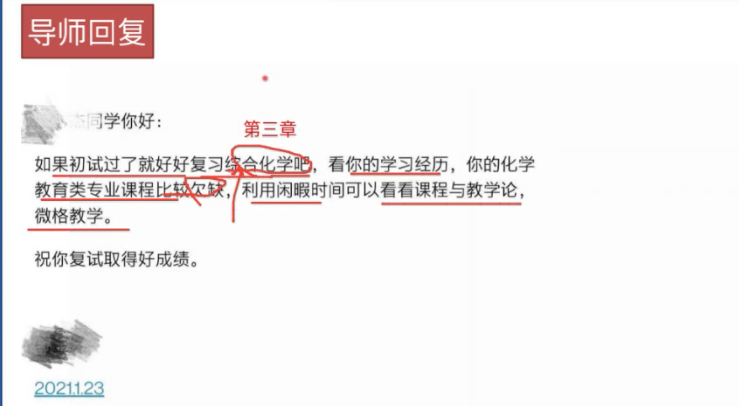 导师回复
同学你好：
第三章
如果初试过了就好好复习综合化学吧，看你的学习经历，你的化学
教育类专业课程比较欠缺，利用闲暇时间可以看看课程与教学论，
微格教学。
祝你复试取得好成绩。
2021.1.23